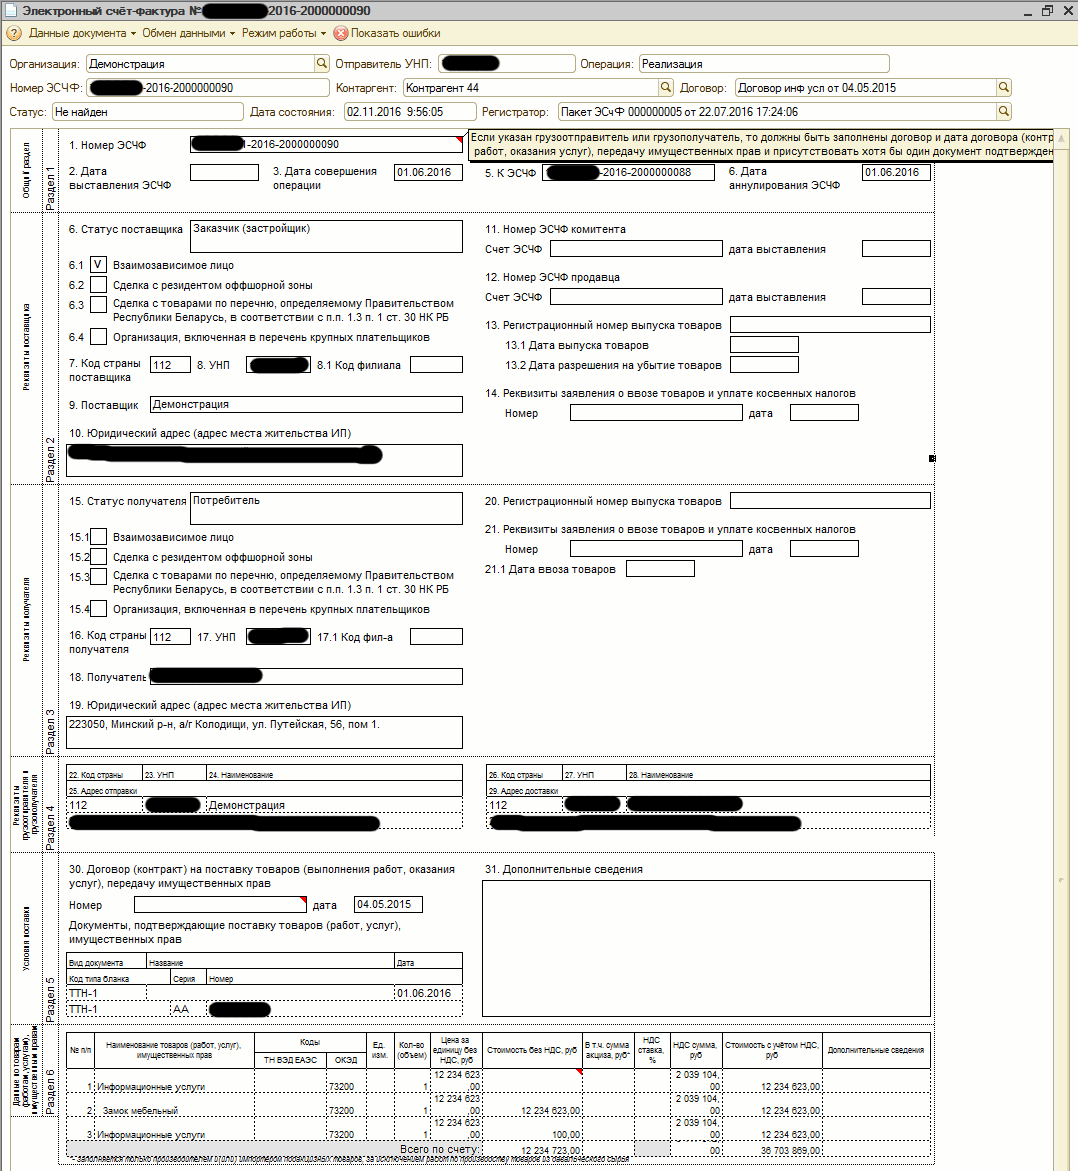 Электронный счёт-фактура № 2016-2000000090
Данные документа Обмен данными Режим работы Показать ошибки
Организация: Демонстрация Отправитель УНП: Операция: Реализация
Номер ЭСЧФ: -2016-2000000090 Контрагент: Контрагент 44 Договор: Договор инф усл от 04.05.2015
Статус: Не найден Дата состояния: 02.11.2016 9:56:05 Регистратор: Пакет ЭСчФ 000000005 от 22.07.2016 17:24:06
Общий раздел
Раздел 1
1. Номер ЭСЧФ -2016-2000000090
Если указан грузоотправитель или грузополучатель, то должны быть заполнены договор и дата договора (контр
работ, оказания услуг), передачу имущественных прав и присутствовать хотя бы один документ подтвержден
2. Дата выставления ЭСЧФ
3. Дата совершения операции 01.06.2016
5. К ЭСЧФ -2016-2000000088
6. Дата аннулирования ЭСЧФ 01.06.2016
Реквизиты поставщика
Раздел 2
6. Статус поставщика Заказчик (застройщик)
6.1 V Взаимозависимое лицо
6.2 Сделка с резидентом оффшорной зоны
6.3 Сделка с товарами по перечню, определяемому Правительством
Республики Беларусь, в соответствии с п.п. 1.3 п. 1 ст. 30 НК РБ
6.4 Организация, включенная в перечень крупных плательщиков
7. Код страны поставщика 112 8. УНП 8.1 Код филиала
9. Поставщик Демонстрация
10. Юридический адрес (адрес места жительства ИП)
11. Номер ЭСЧФ комитента
Счет ЭСЧФ дата выставления
12. Номер ЭСЧФ продавца
Счет ЭСЧФ дата выставления
13. Регистрационный номер выпуска товаров
13.1 Дата выпуска товаров
13.2 Дата разрешения на убытие товаров
14. Реквизиты заявления о ввозе товаров и уплате косвенных налогов
Номер дата
Реквизиты получателя
Раздел 3
15. Статус получателя Потребитель
15.1 Взаимозависимое лицо
15.2 Сделка с резидентом оффшорной зоны
15.3 Сделка с товарами по перечню, определяемому Правительством
Республики Беларусь, в соответствии с п.п. 1.3 п. 1 ст. 30 НК РБ
15.4 Организация, включенная в перечень крупных плательщиков
16. Код страны получателя 112 17. УНП 17.1 Код фил-а
18. Получатель
19. Юридический адрес (адрес места жительства ИП)
223050, Минский р-н, а/г Колодищи, ул. Путейская, 56, пом 1.
20. Регистрационный номер выпуска товаров
21. Реквизиты заявления о ввозе товаров и уплате косвенных налогов
Номер дата
21.1 Дата ввоза товаров
Реквизиты грузоотправителя и грузополучателя
Раздел 4
22. Код страны 23. УНП 24. Наименование
25. Адрес отправки
112 Демонстрация
26. Код страны 27. УНП 28. Наименование
29. Адрес доставки
112
Условия поставки
Раздел 5
30. Договор (контракт) на поставку товаров (выполнения работ, оказания
услуг), передачу имущественных прав
Номер дата 04.05.2015
Документы, подтверждающие поставку товаров (работ, услуг),
имущественных прав
Вид документа Название Дата
Код типа бланка Серия Номер
ТТН-1 01.06.2016
ТТН-1 АА
31. Дополнительные сведения
Данные по товарам (работам, услугам), имущественным правам
Раздел 6
№ п/п Наименование товаров (работ, услуг), имущественных прав Коды ТН ВЭД ЕАЭС ОКЭД Ед. изм. Кол-во (объем) Цена за единицу без НДС, руб Стоимость без НДС, руб В т.ч. сумма акциза, руб* НДС ставка, % НДС сумма, руб Стоимость с учётом НДС, руб Дополнительные сведения
1 Информационные услуги 73200 1 12 234 623,00 2 039 104,00 12 234 623,00
2 Замок мебельный 73200 1 12 234 623,00 12 234 623,00 2 039 104,00 12 234 623,00
3 Информационные услуги 73200 1 12 234 623,00 100,00 2 039 104,00 12 234 623,00
Всего по счету: 12 234 723,00 00 36 703 869,00
* - заполняется только производителем и(или) импортером подакцизных товаров, за исключением работ по производству товаров из давальческого сырья